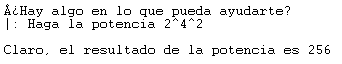 Â¿Hay algo en lo que pueda ayudarte?
|: Haga la potencia 2^4^2
Claro, el resultado de la potencia es 256